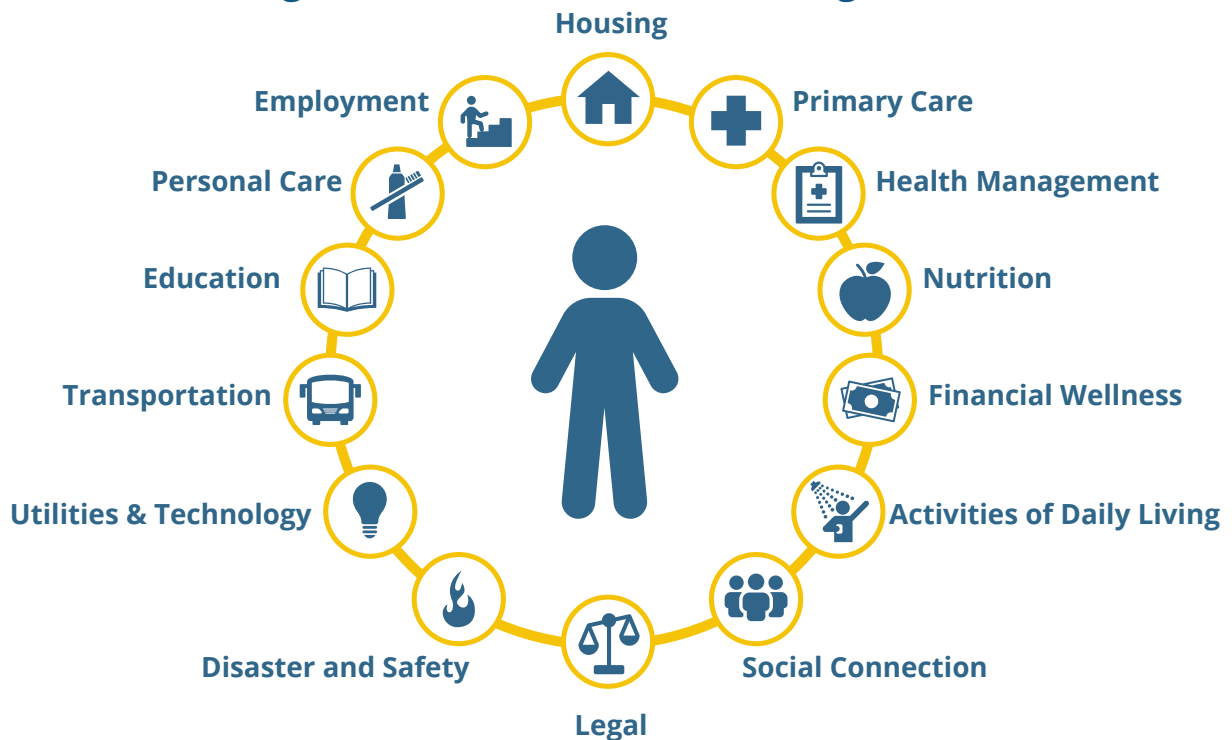 Housing
Primary Care
Health Management
Nutrition
Financial Wellness
Activities of Daily Living
Social Connection
Legal
Disaster and Safety
Utilities & Technology
Transportation
Education
Personal Care
Employment